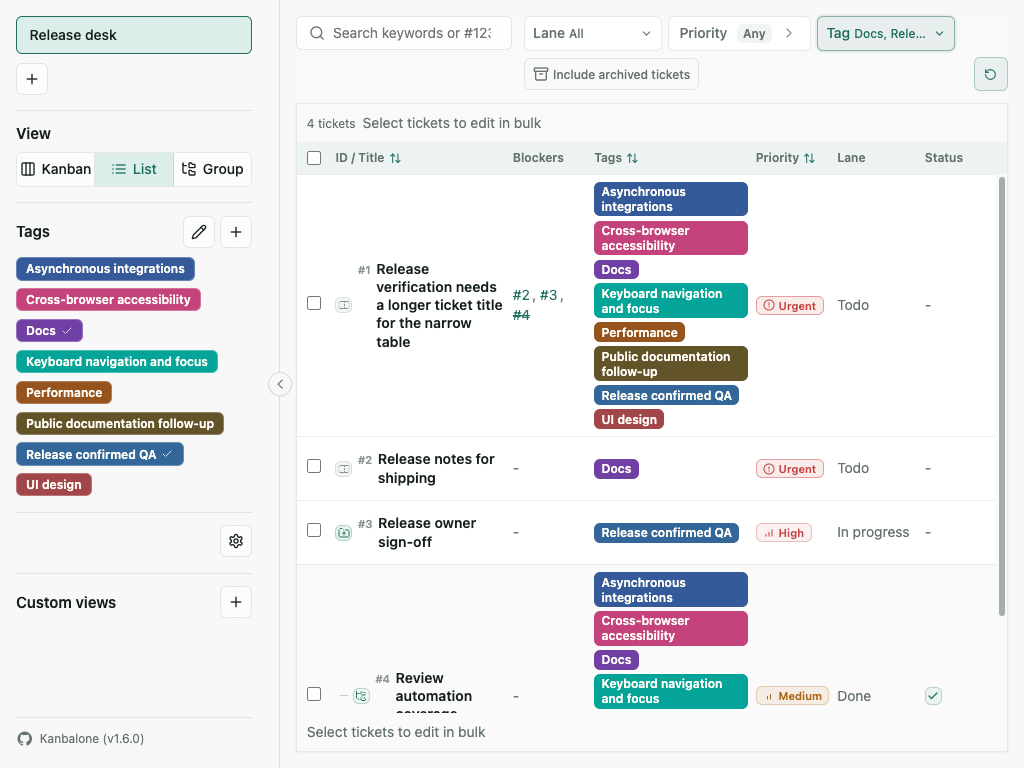 Release desk
View
Kanban
List
Group
Tags
Asynchronous integrations
Cross-browser accessibility
Docs
Keyboard navigation and focus
Performance
Public documentation follow-up
Release confirmed QA
UI design
Custom views
Kanbalone (v1.6.0)
Search keywords or #123
Lane All
Priority Any
Tag Docs, Rele...
Include archived tickets
4 tickets Select tickets to edit in bulk
ID / Title
Blockers
Tags
Priority
Lane
Status
#1 Release
verification needs
a longer ticket title
for the narrow
table
#2, #3,
#4
Asynchronous
integrations
Cross-browser
accessibility
Docs
Keyboard navigation
and focus
Performance
Public documentation
follow-up
Release confirmed QA
UI design
Urgent
Todo
-
#2 Release notes for
shipping
-
Docs
Urgent
Todo
-
#3 Release owner
sign-off
-
Release confirmed QA
High
In progress
-
#4 Review
automation
coverage
-
Asynchronous
integrations
Cross-browser
accessibility
Docs
Keyboard navigation
and focus
Medium
Done
Select tickets to edit in bulk